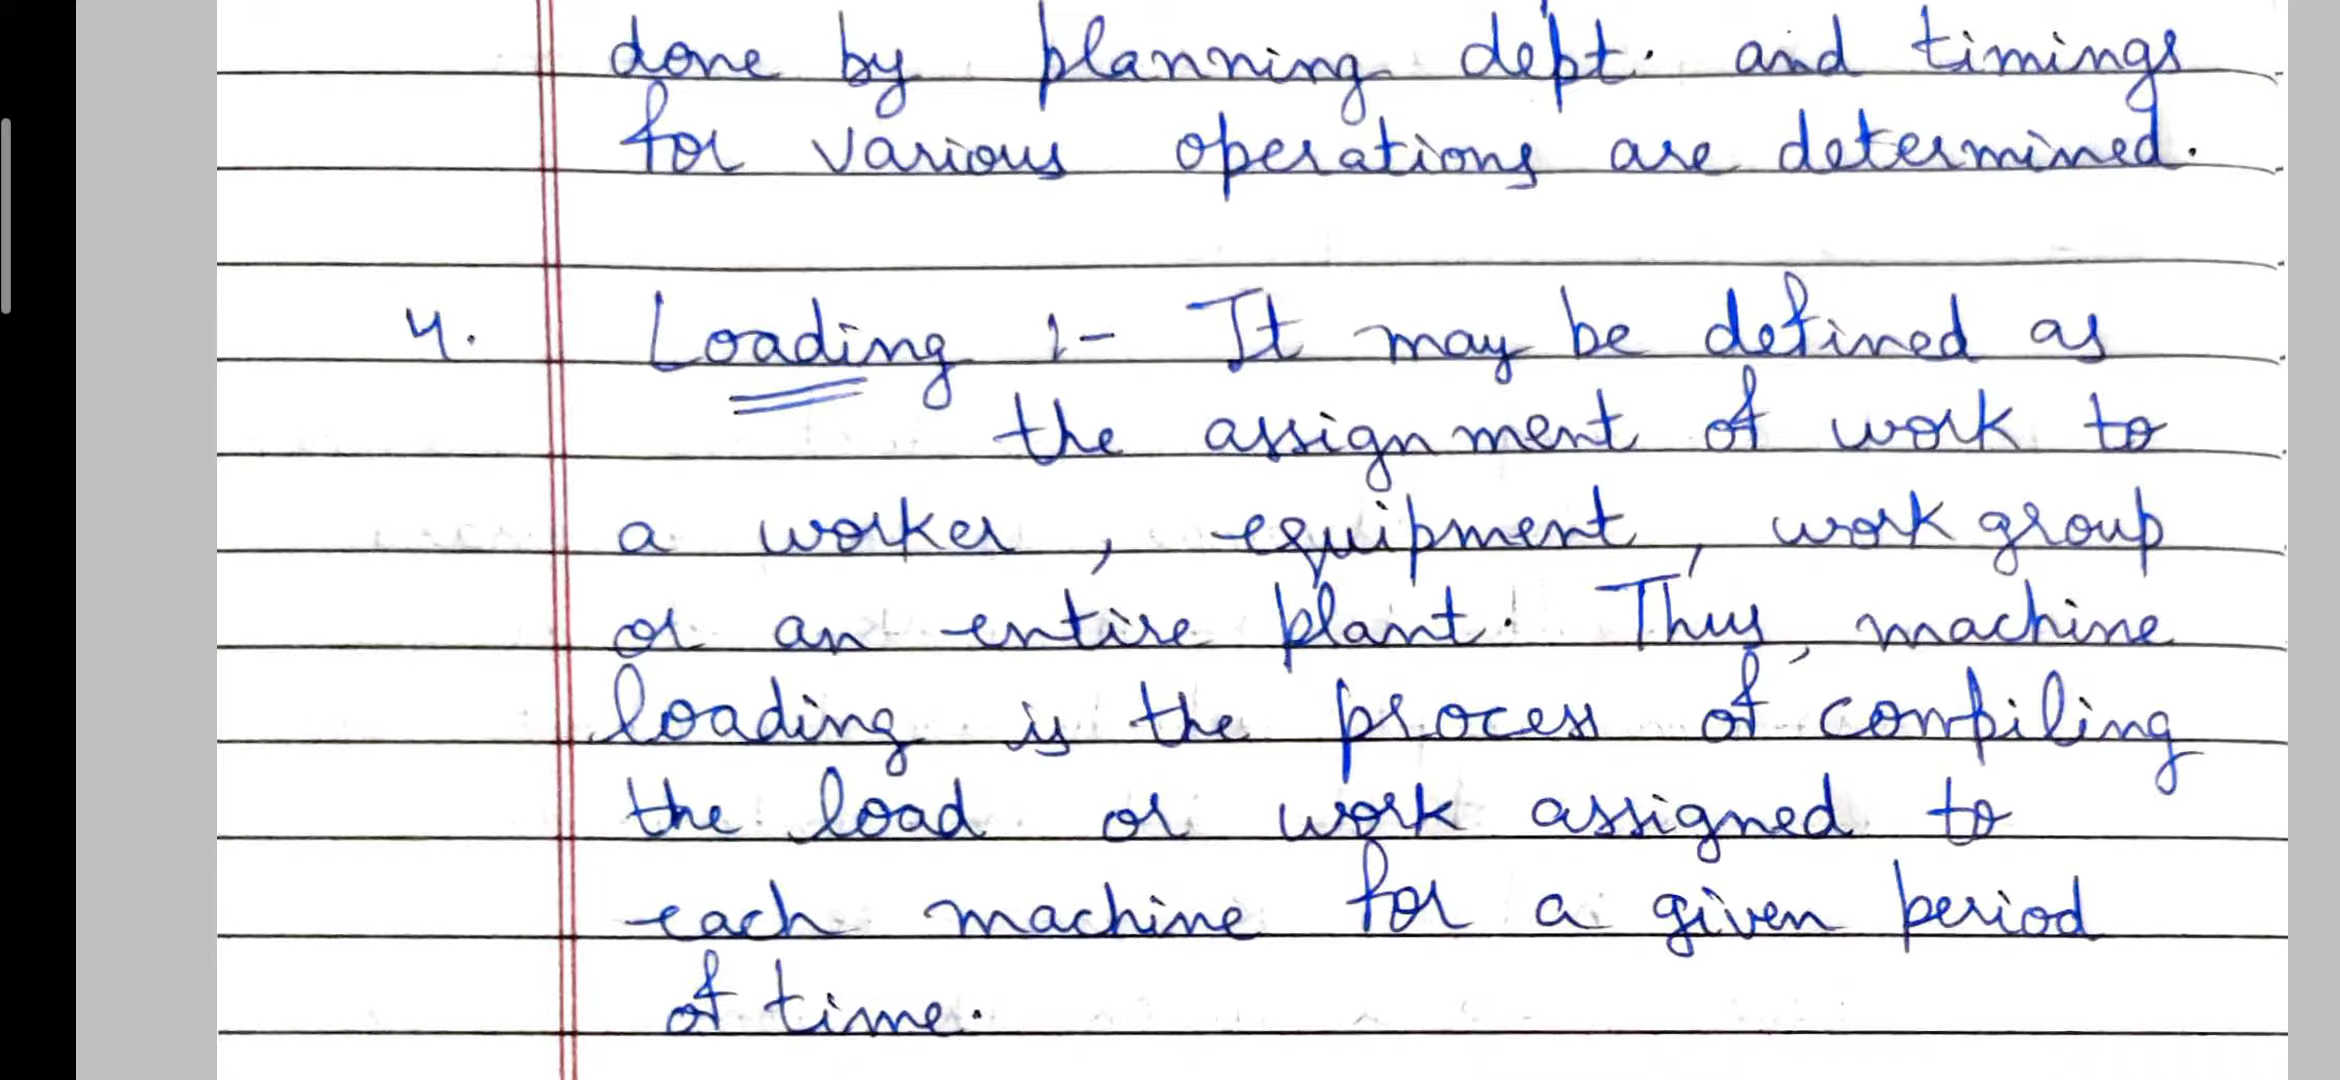 done by planning dept. and timings
for various operations are determined.
4. Loading :- It may be defined as
the assignment of work to
a worker, equipment, work group
or an entire plant. Thus, machine
loading is the process of compiling
the load or work assigned to
each machine for a given period
of time.